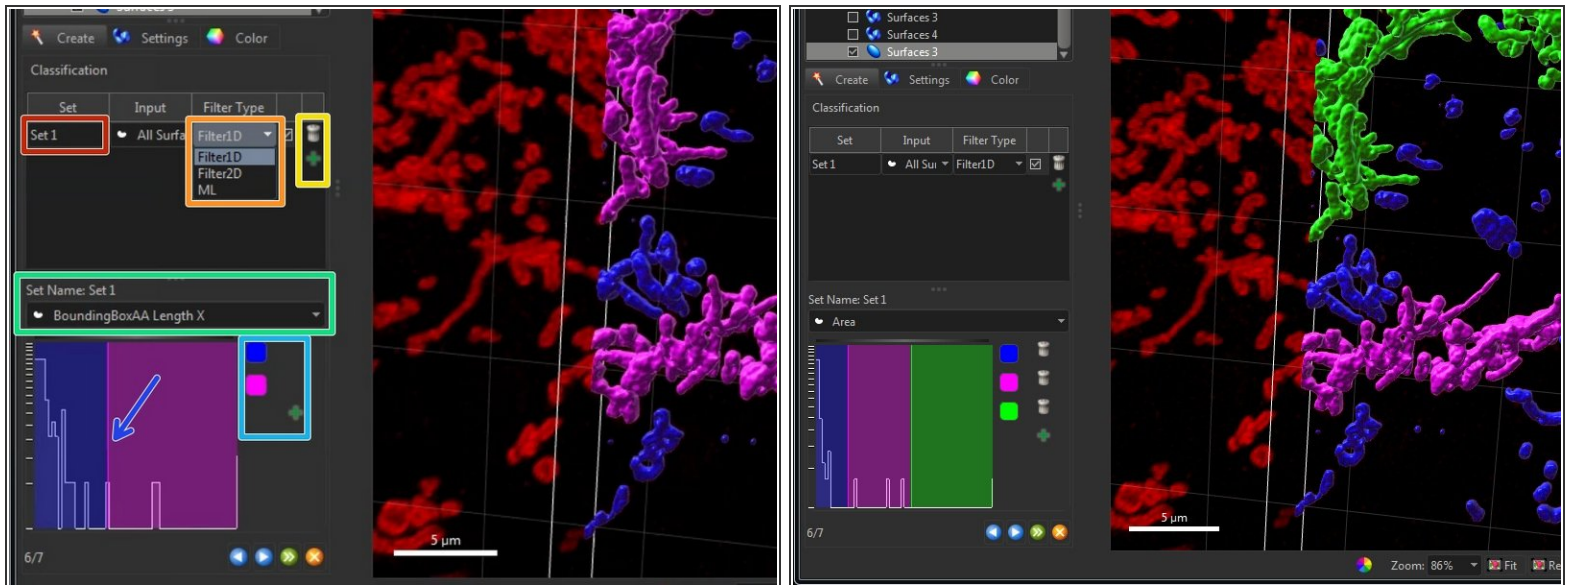 Create Settings Color
Classification
Set Input Filter Type
Set 1 All Surfa Filter1D
Filter1D
Filter2D
ML
Set Name: Set 1
BoundingBoxAA Length X
6/7
5 µm
Surfaces 3
Surfaces 4
Surfaces 3
Create Settings Color
Classification
Set Input Filter Type
Set 1 All Sur Filter1D
Set Name: Set 1
Area
6/7
5 µm
Zoom: 86% Fit Re